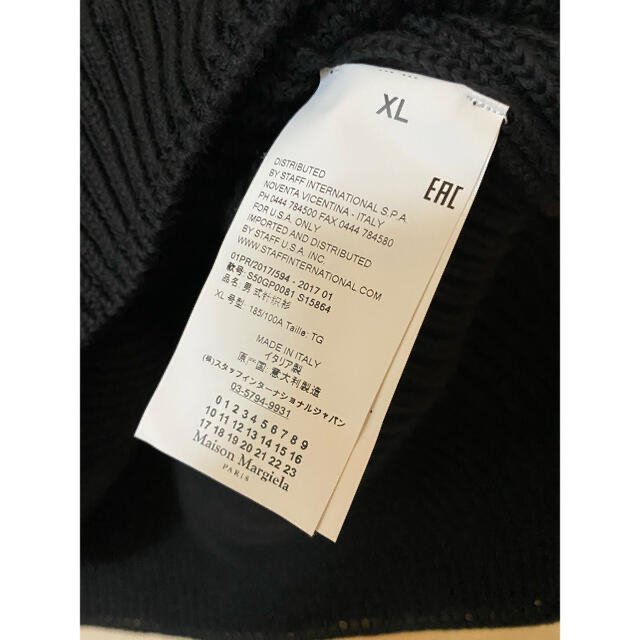 XL
DISTRIBUTED
BY STAFF INTERNATIONAL S.P.A.
NOVENTA VICENTINA - ITALY
PH 0444 784500 FAX 0444 784580
FOR U.S.A. ONLY
IMPORTED AND DISTRIBUTED
BY STAFF U.S.A. INC.
WWW.STAFFINTERNATIONAL.COM
EAC
01PR/2017/594 - 2017 01
款号: S50GP0081 S15864
品名: 男式针织衫
XL 号型: 185/100A Taille: TG
MADE IN ITALY
イタリア製
原产国: 意大利製造
(株)スタッフインターナショナルジャパン
03-5794-9931
0 1 2 3 4 5 6 7 8 9
10 11 12 13 14 15 16
17 18 19 20 21 22 23
Maison Margiela
PARIS